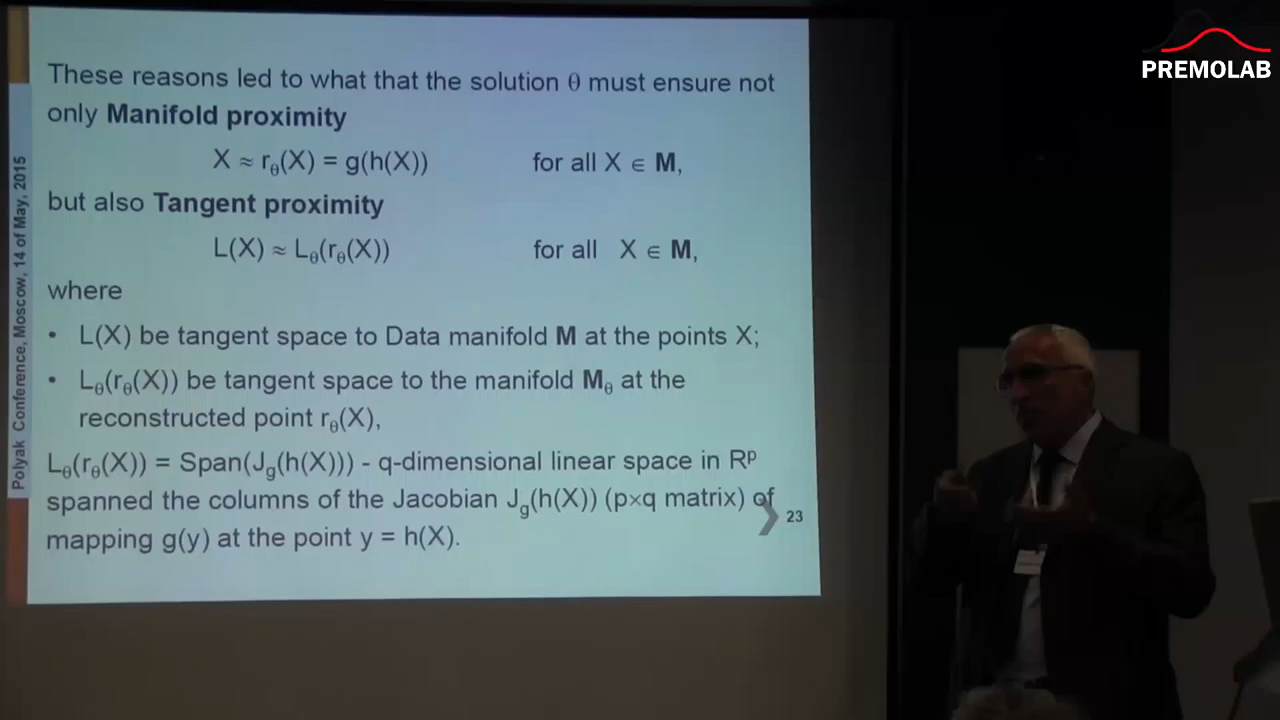 PREMOLAB
Polyak Conference, Moscow, 14 of May, 2015
These reasons led to what that the solution θ must ensure not
only Manifold proximity
X ≈ rθ(X) = g(h(X)) for all X ∈ M,
but also Tangent proximity
L(X) ≈ Lθ(rθ(X)) for all X ∈ M,
where
• L(X) be tangent space to Data manifold M at the points X;
• Lθ(rθ(X)) be tangent space to the manifold Mθ at the
reconstructed point rθ(X),
Lθ(rθ(X)) = Span(Jg(h(X))) - q-dimensional linear space in Rᵖ
spanned the columns of the Jacobian Jg(h(X)) (p×q matrix) of
mapping g(y) at the point y = h(X).
23